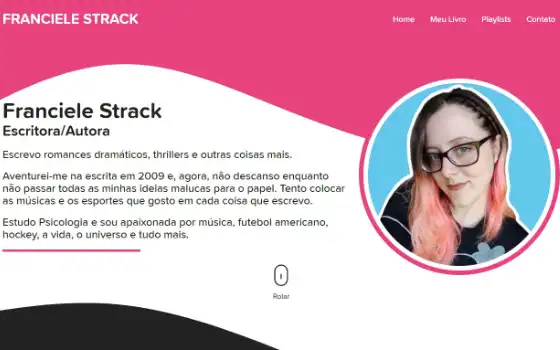 FRANCIELE STRACK
Home Meu Livro Playlists Contato
Franciele Strack
Escritora/Autora
Escrevo romances dramáticos, thrillers e outras coisas mais.
Aventurei-me na escrita em 2009 e, agora, não descanso enquanto
não passar todas as minhas ideias malucas para o papel. Tento colocar
as músicas e os esportes que gosto em cada coisa que escrevo.
Estudo Psicologia e sou apaixonada por música, futebol americano,
hockey, a vida, o universo e tudo mais.
Rolar